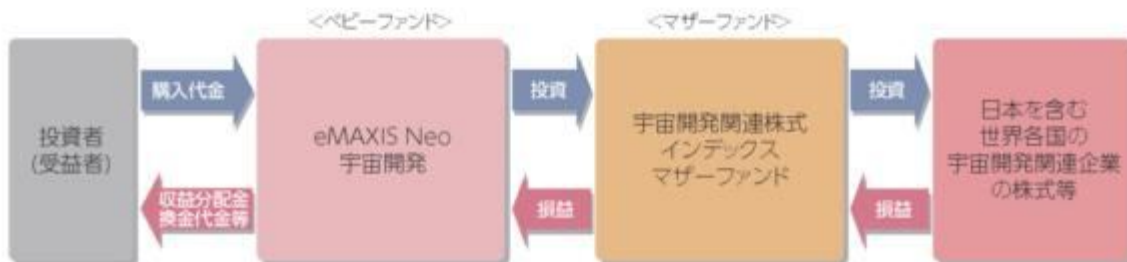 ＜ベビーファンド＞
＜マザーファンド＞
投資者
(受益者)
購入代金
収益分配金
換金代金等
eMAXIS Neo
宇宙開発
投資
損益
宇宙開発関連株式
インデックス
マザーファンド
投資
損益
日本を含む
世界各国の
宇宙開発関連企業
の株式等